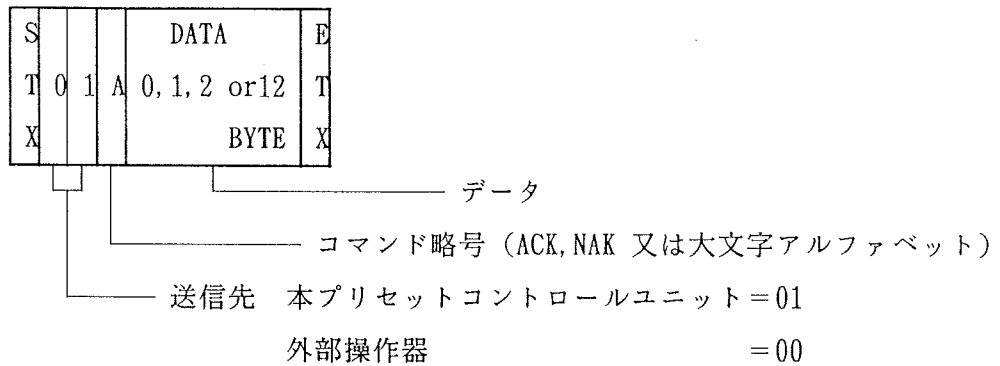 S DATA E
T 0 1 A 0,1,2 or12 T
X BYTE X
データ
コマンド略号 (ACK,NAK 又は大文字アルファベット)
送信先 本プリセットコントロールユニット=01
外部操作器 =00